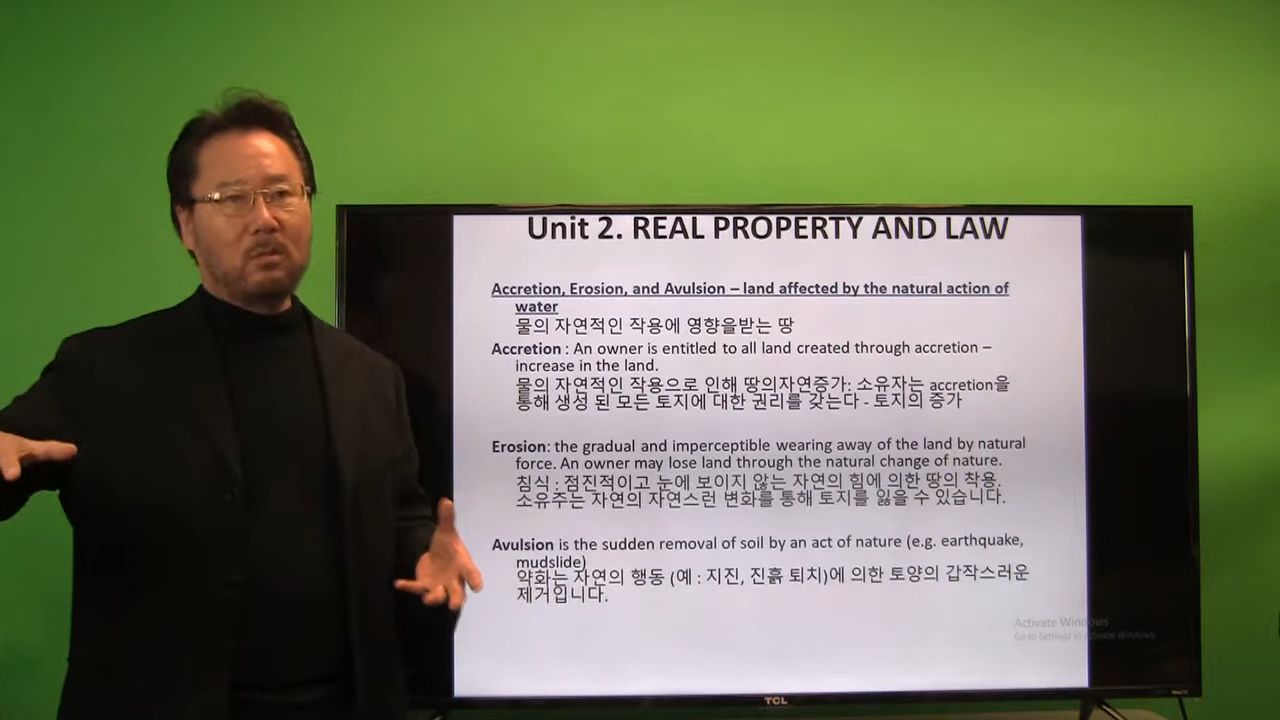 Unit 2. REAL PROPERTY AND LAW
Accretion, Erosion, and Avulsion – land affected by the natural action of
water
물의 자연적인 작용에 영향을받는 땅
Accretion : An owner is entitled to all land created through accretion –
increase in the land.
물의 자연적인 작용으로 인해 땅의자연증가: 소유자는 accretion을
통해 생성 된 모든 토지에 대한 권리를 갖는다 - 토지의 증가
Erosion: the gradual and imperceptible wearing away of the land by natural
force. An owner may lose land through the natural change of nature.
침식 : 점진적이고 눈에 보이지 않는 자연의 힘에 의한 땅의 착용.
소유주는 자연의 자연스런 변화를 통해 토지를 잃을 수 있습니다.
Avulsion is the sudden removal of soil by an act of nature (e.g. earthquake,
mudslide)
약화는 자연의 행동 (예 : 지진, 진흙 퇴치)에 의한 토양의 갑작스러운
제거입니다.
Activate Windows
Go to Settings to Activate Windows.
TCL